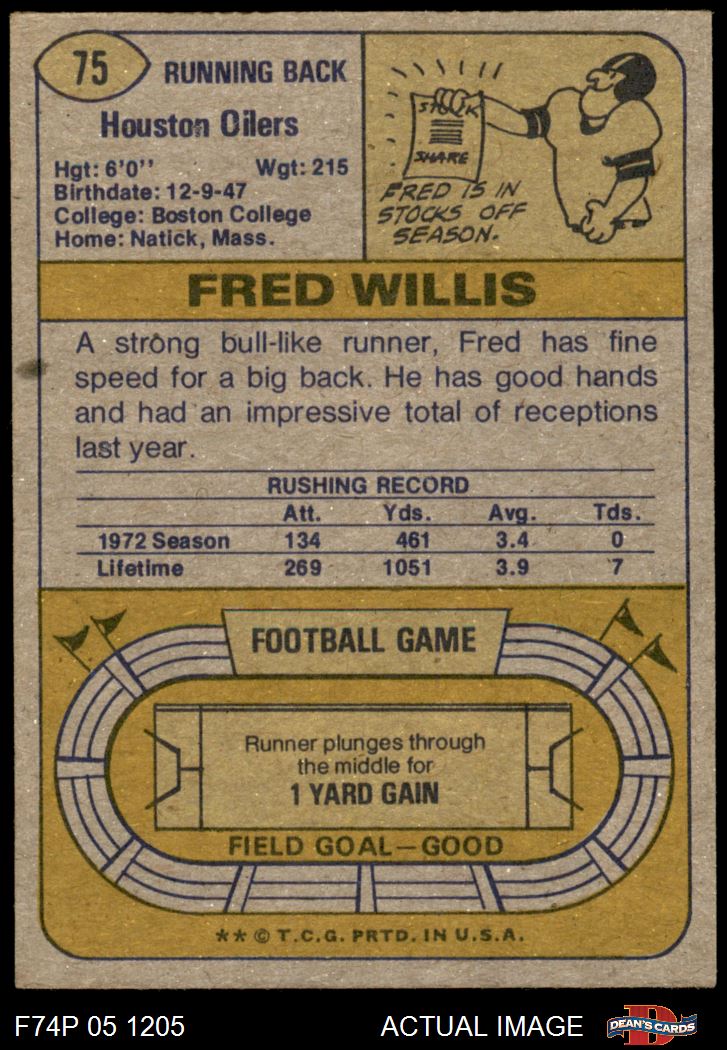 75
RUNNING BACK
Houston Oilers
Hgt: 6'0'' Wgt: 215
Birthdate: 12-9-47
College: Boston College
Home: Natick, Mass.
STOCK
SHARE
FRED IS IN
STOCKS OFF
SEASON.
FRED WILLIS
A strong bull-like runner, Fred has fine
speed for a big back. He has good hands
and had an impressive total of receptions
last year.
RUSHING RECORD
Att. Yds. Avg. Tds.
1972 Season 134 461 3.4 0
Lifetime 269 1051 3.9 7
FOOTBALL GAME
Runner plunges through
the middle for
1 YARD GAIN
FIELD GOAL—GOOD
** © T.C.G. PRTD. IN U.S.A.
F74P 05 1205 ACTUAL IMAGE
DEAN'S CARDS